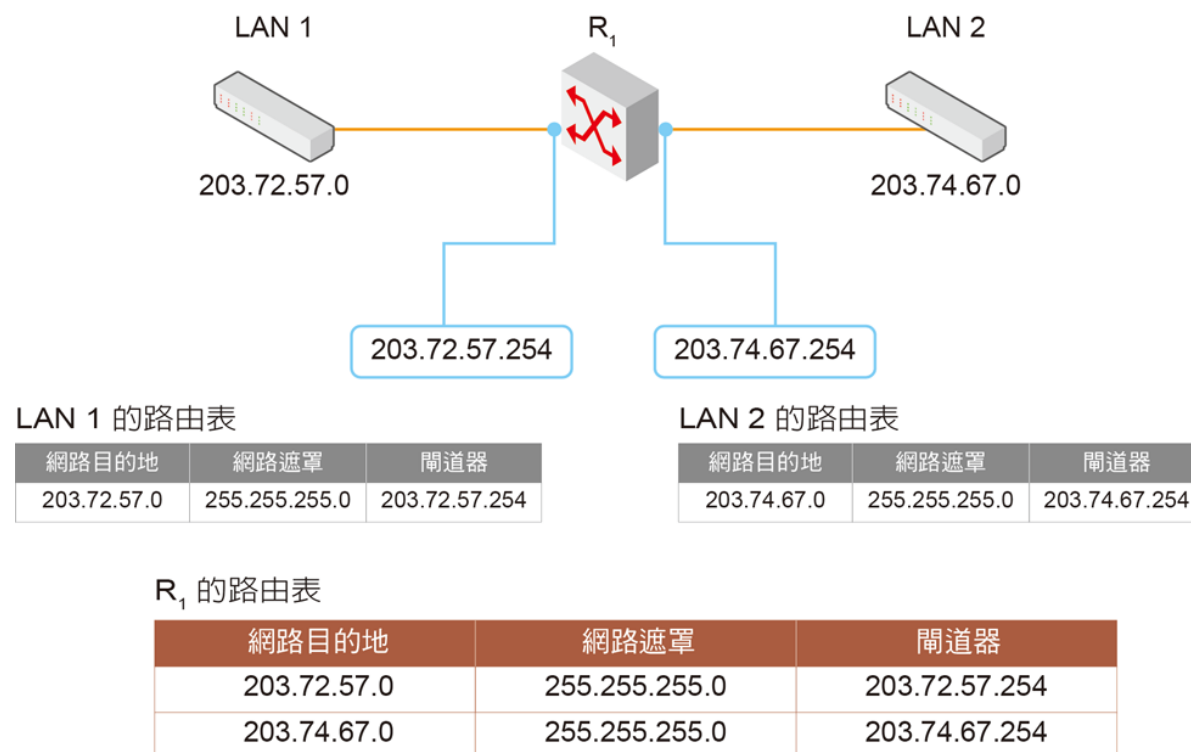 LAN 1
R1
LAN 2
203.72.57.0
203.74.67.0
203.72.57.254
203.74.67.254
LAN 1 的路由表
網路目的地 網路遮罩 閘道器
203.72.57.0 255.255.255.0 203.72.57.254
LAN 2 的路由表
網路目的地 網路遮罩 閘道器
203.74.67.0 255.255.255.0 203.74.67.254
R1 的路由表
網路目的地 網路遮罩 閘道器
203.72.57.0 255.255.255.0 203.72.57.254
203.74.67.0 255.255.255.0 203.74.67.254